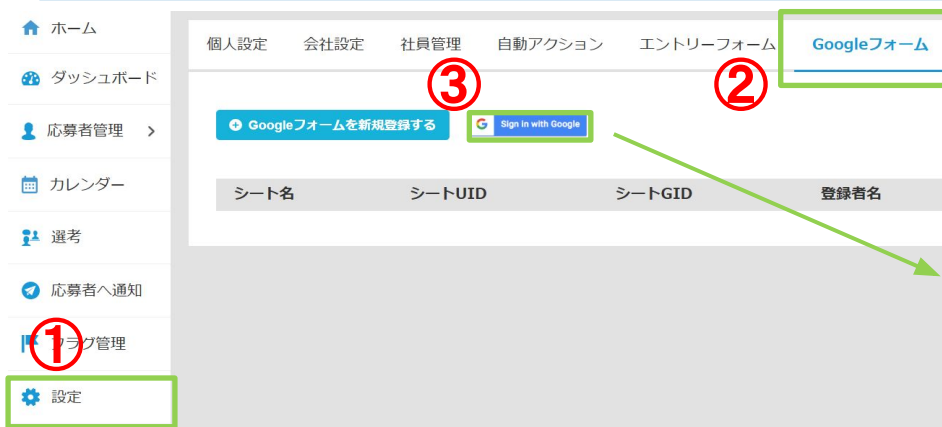 ホーム
ダッシュボード
応募者管理 >
カレンダー
選考
応募者へ通知
フラグ管理
設定
①
個人設定 会社設定 社員管理 自動アクション エントリーフォーム Googleフォーム
③ ②
Googleフォームを新規登録する Sign in with Google
シート名 シートUID シートGID 登録者名